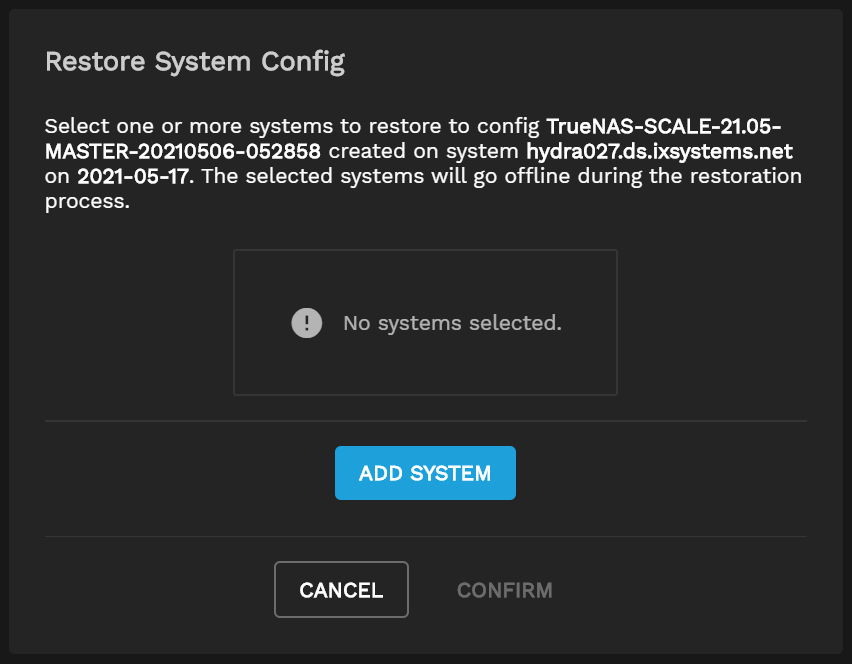 Restore System Config
Select one or more systems to restore to config TrueNAS-SCALE-21.05-
MASTER-20210506-052858 created on system hydra027.ds.ixsystems.net
on 2021-05-17. The selected systems will go offline during the restoration
process.
No systems selected.
ADD SYSTEM
CANCEL CONFIRM